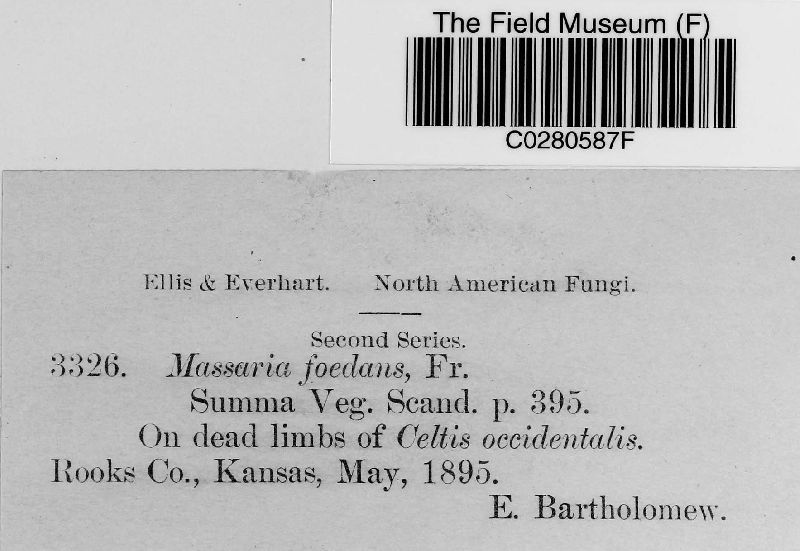 The Field Museum (F)
C0280587F
Ellis & Everhart. North American Fungi.
Second Series.
3326. Massaria foedans, Fr.
Summa Veg. Scand. p. 395.
On dead limbs of Celtis occidentalis.
Rooks Co., Kansas, May, 1895.
E. Bartholomew.